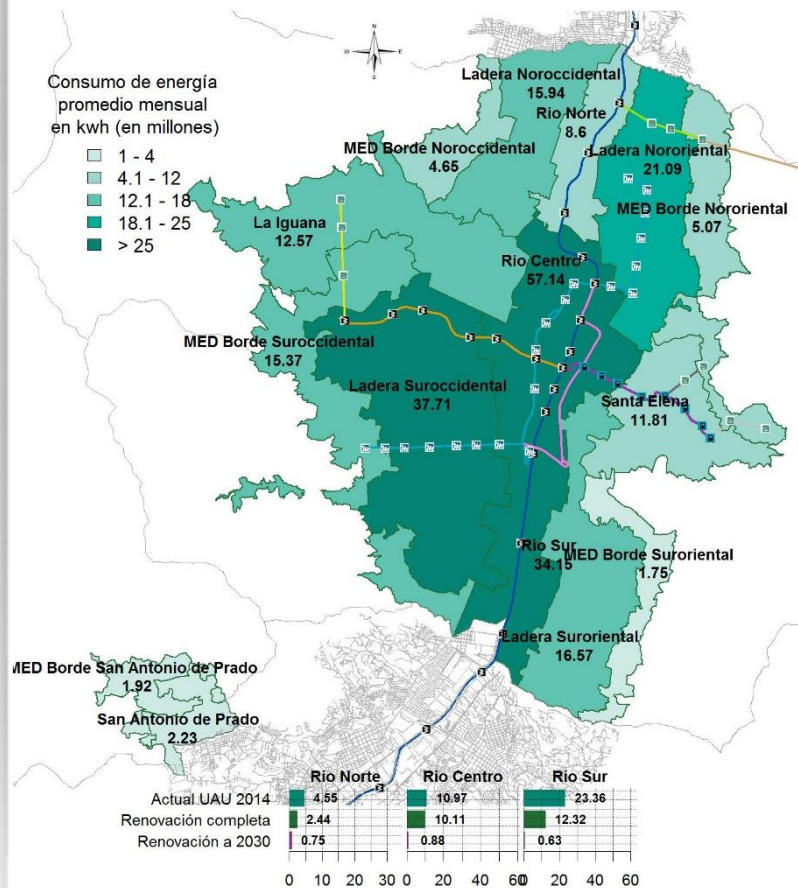 N
W
E
S
Consumo de energía
promedio mensual
en kwh (en millones)
1 - 4
4.1 - 12
12.1 - 18
18.1 - 25
> 25
Ladera Noroccidental
15.94
Rio Norte
8.6
MED Borde Noroccidental
4.65
Ladera Nororiental
21.09
MED Borde Nororiental
5.07
La Iguana
12.57
Rio Centro
57.14
MED Borde Suroccidental
15.37
Ladera Suroccidental
37.71
Santa Elena
11.81
Rio Sur
34.15
MED Borde Suroriental
1.75
Ladera Suroriental
16.57
MED Borde San Antonio de Prado
1.92
San Antonio de Prado
2.23
Rio Norte Rio Centro Rio Sur
Actual UAU 2014 4.55 10.97 23.36
Renovación completa 2.44 10.11 12.32
Renovación a 2030 0.75 0.88 0.63
0 10 20 30 0 20 40 60 0 20 40 60